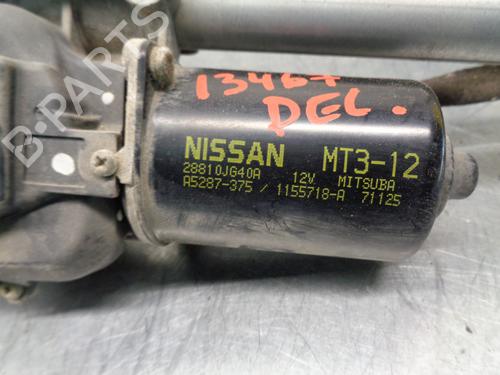 13467
DEL.
NISSAN MT3-12
28810JG40A 12V MITSUBA
A5287-375 / 1155718-A 71125
B-PARTS